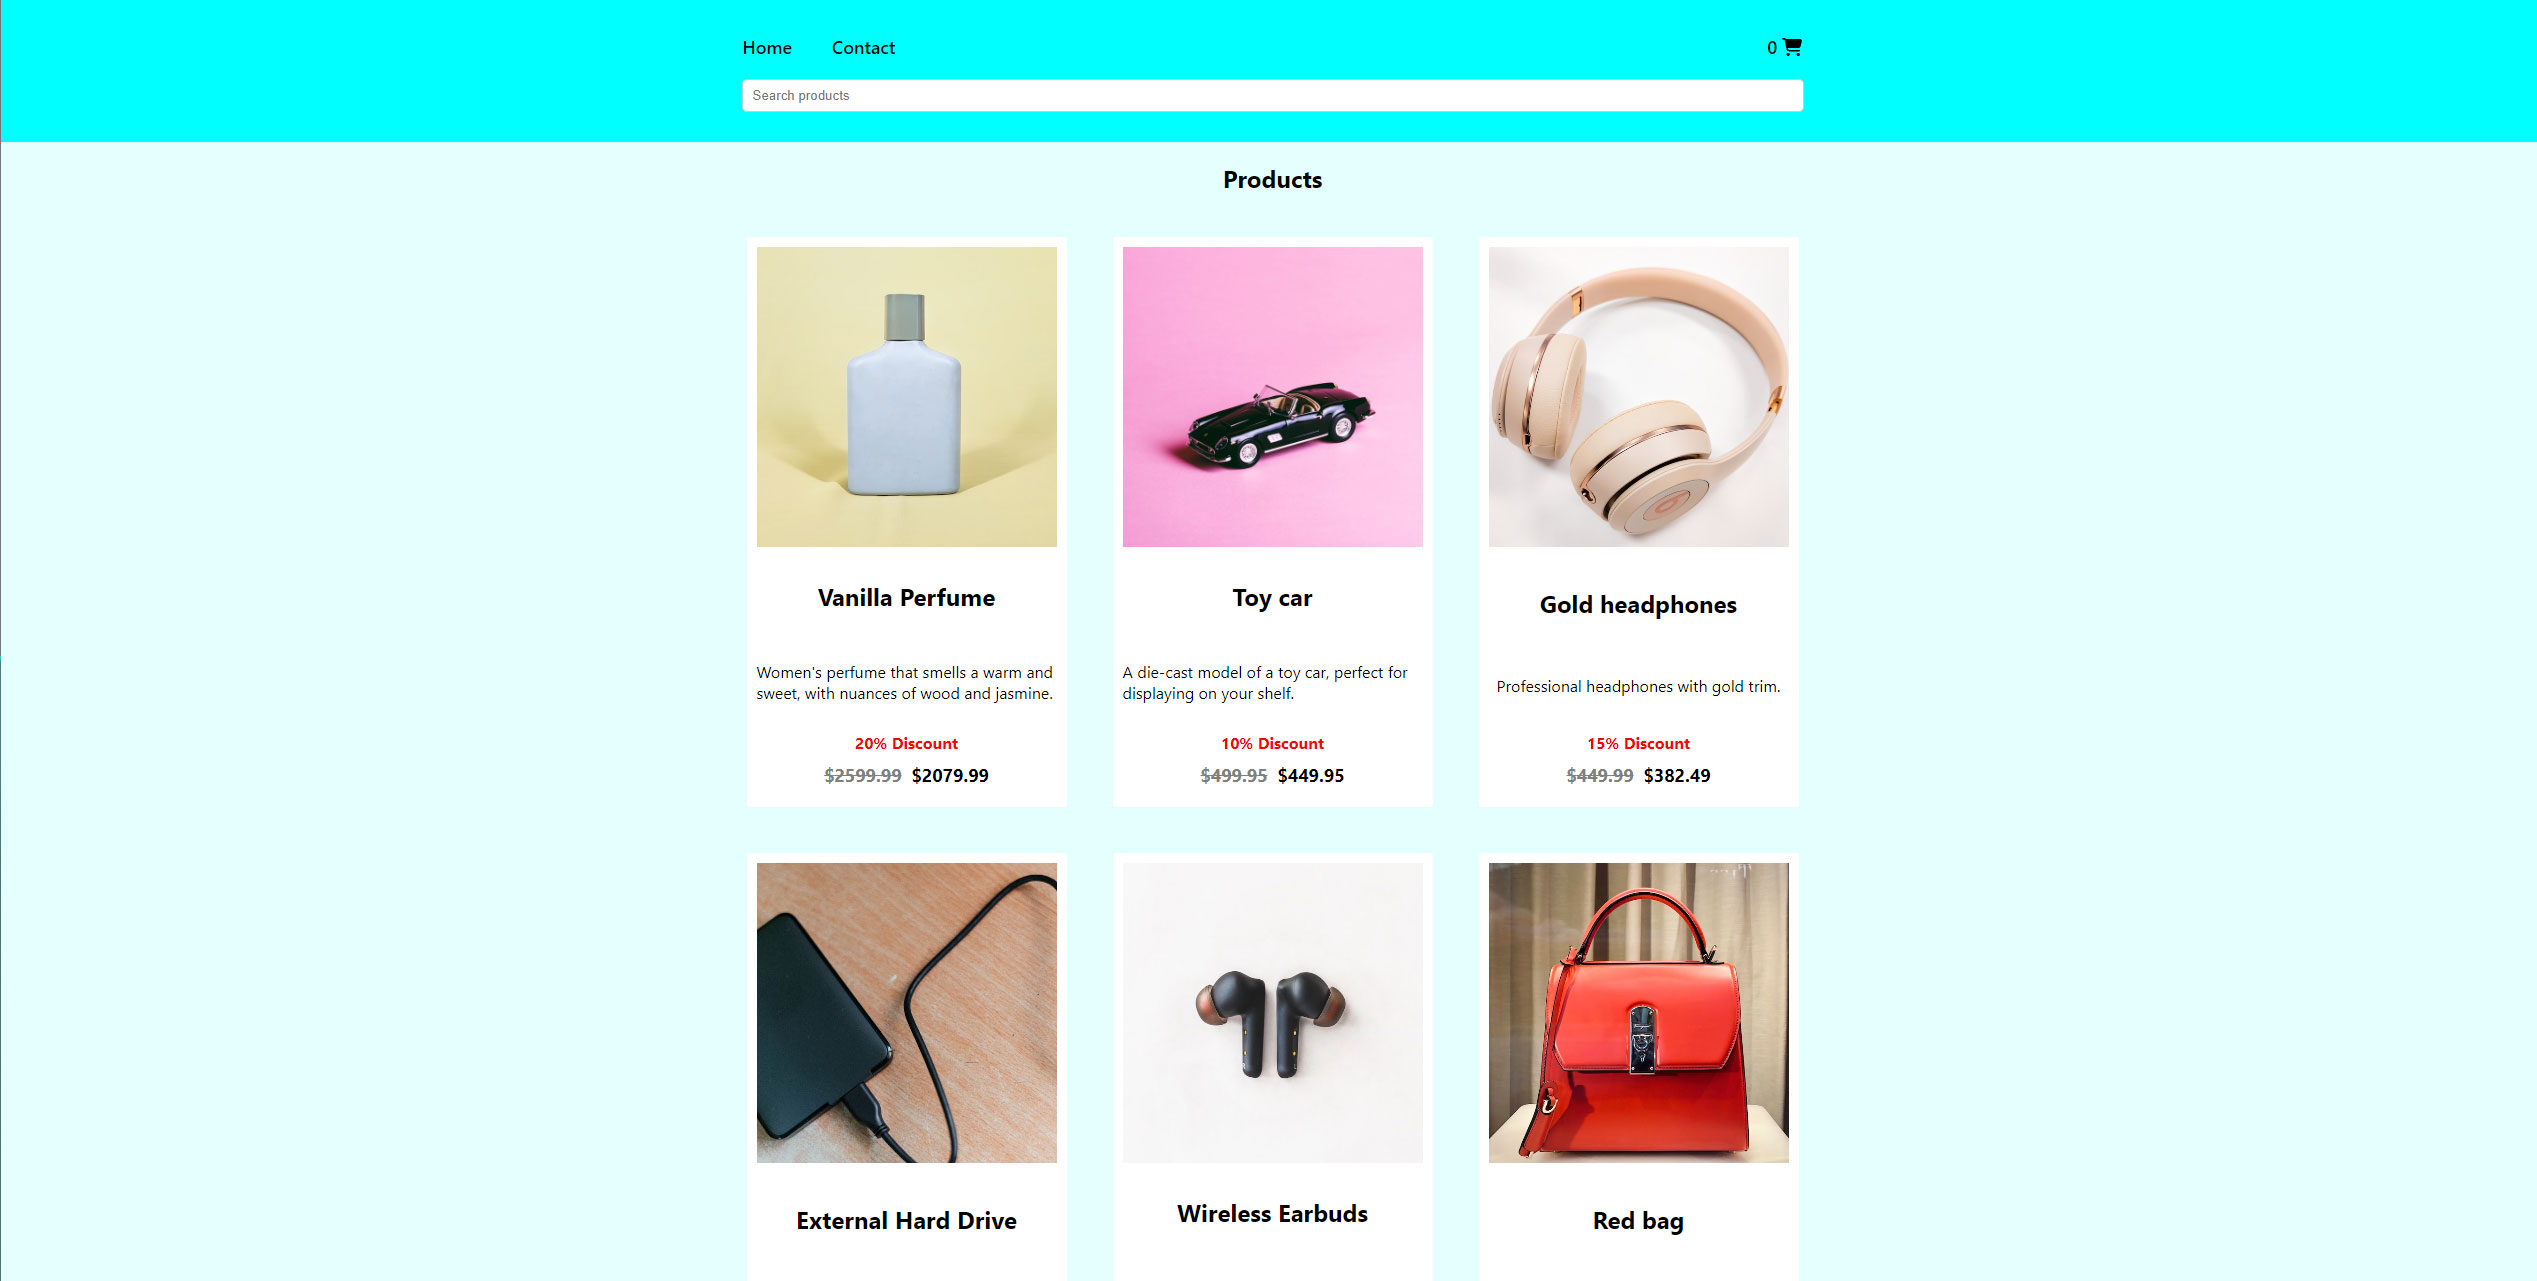 Home Contact 0
Search products
Products
Vanilla Perfume
Women's perfume that smells a warm and
sweet, with nuances of wood and jasmine.
20% Discount
$2599.99 $2079.99
Toy car
A die-cast model of a toy car, perfect for
displaying on your shelf.
10% Discount
$499.95 $449.95
Gold headphones
Professional headphones with gold trim.
15% Discount
$449.99 $382.49
External Hard Drive
Wireless Earbuds
Red bag